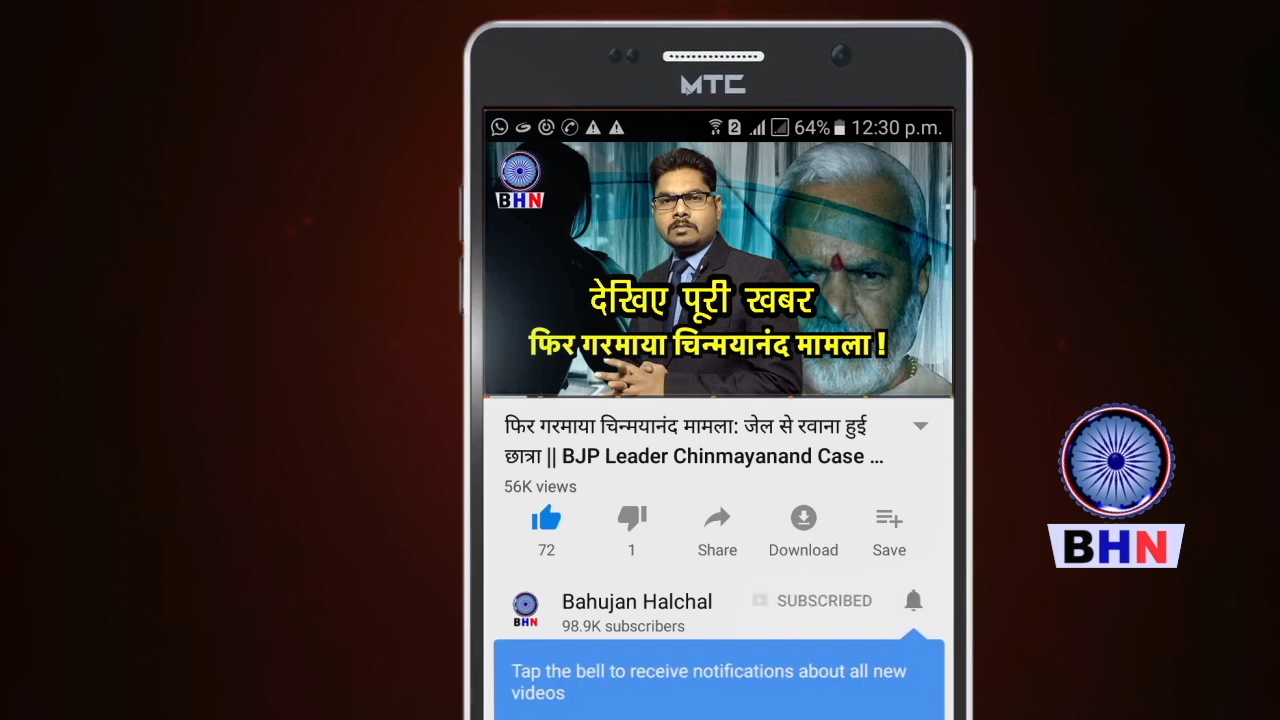 MTC
2 64% 12:30 p.m.
BHN
देखिए पूरी खबर
फिर गरमाया चिन्मयानंद मामला !
फिर गरमाया चिन्मयानंद मामला: जेल से रवाना हुई
छात्रा || BJP Leader Chinmayanand Case ...
56K views
72 1 Share Download Save
Bahujan Halchal SUBSCRIBED
98.9K subscribers
BHN
Tap the bell to receive notifications about all new
videos
BHN